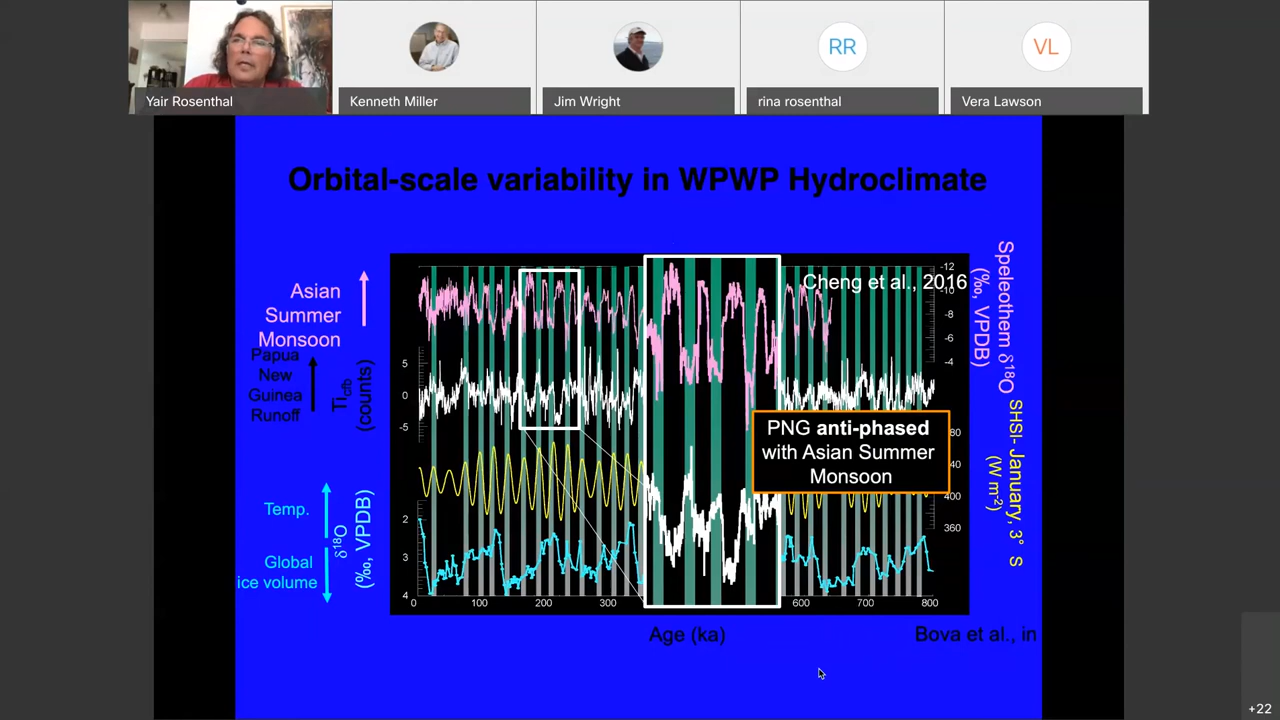 RR
VL
Yair Rosenthal
Kenneth Miller
Jim Wright
rina rosenthal
Vera Lawson
Orbital-scale variability in WPWP Hydroclimate
Asian
Summer
Monsoon
Papua
New
Guinea
Runoff
Ti cfb
(counts)
5
0
-5
Temp.
Global
ice volume
δ18O
(‰, VPDB)
2
3
4
Cheng et al., 2016
-12
-10
-8
-6
-4
Speleothem δ18O
(‰, VPDB)
PNG anti-phased
with Asian Summer
Monsoon
80
40
400
360
SHSI- January, 3° S
(W m-2)
0
100
200
300
600
700
800
Age (ka)
Bova et al., in
+22